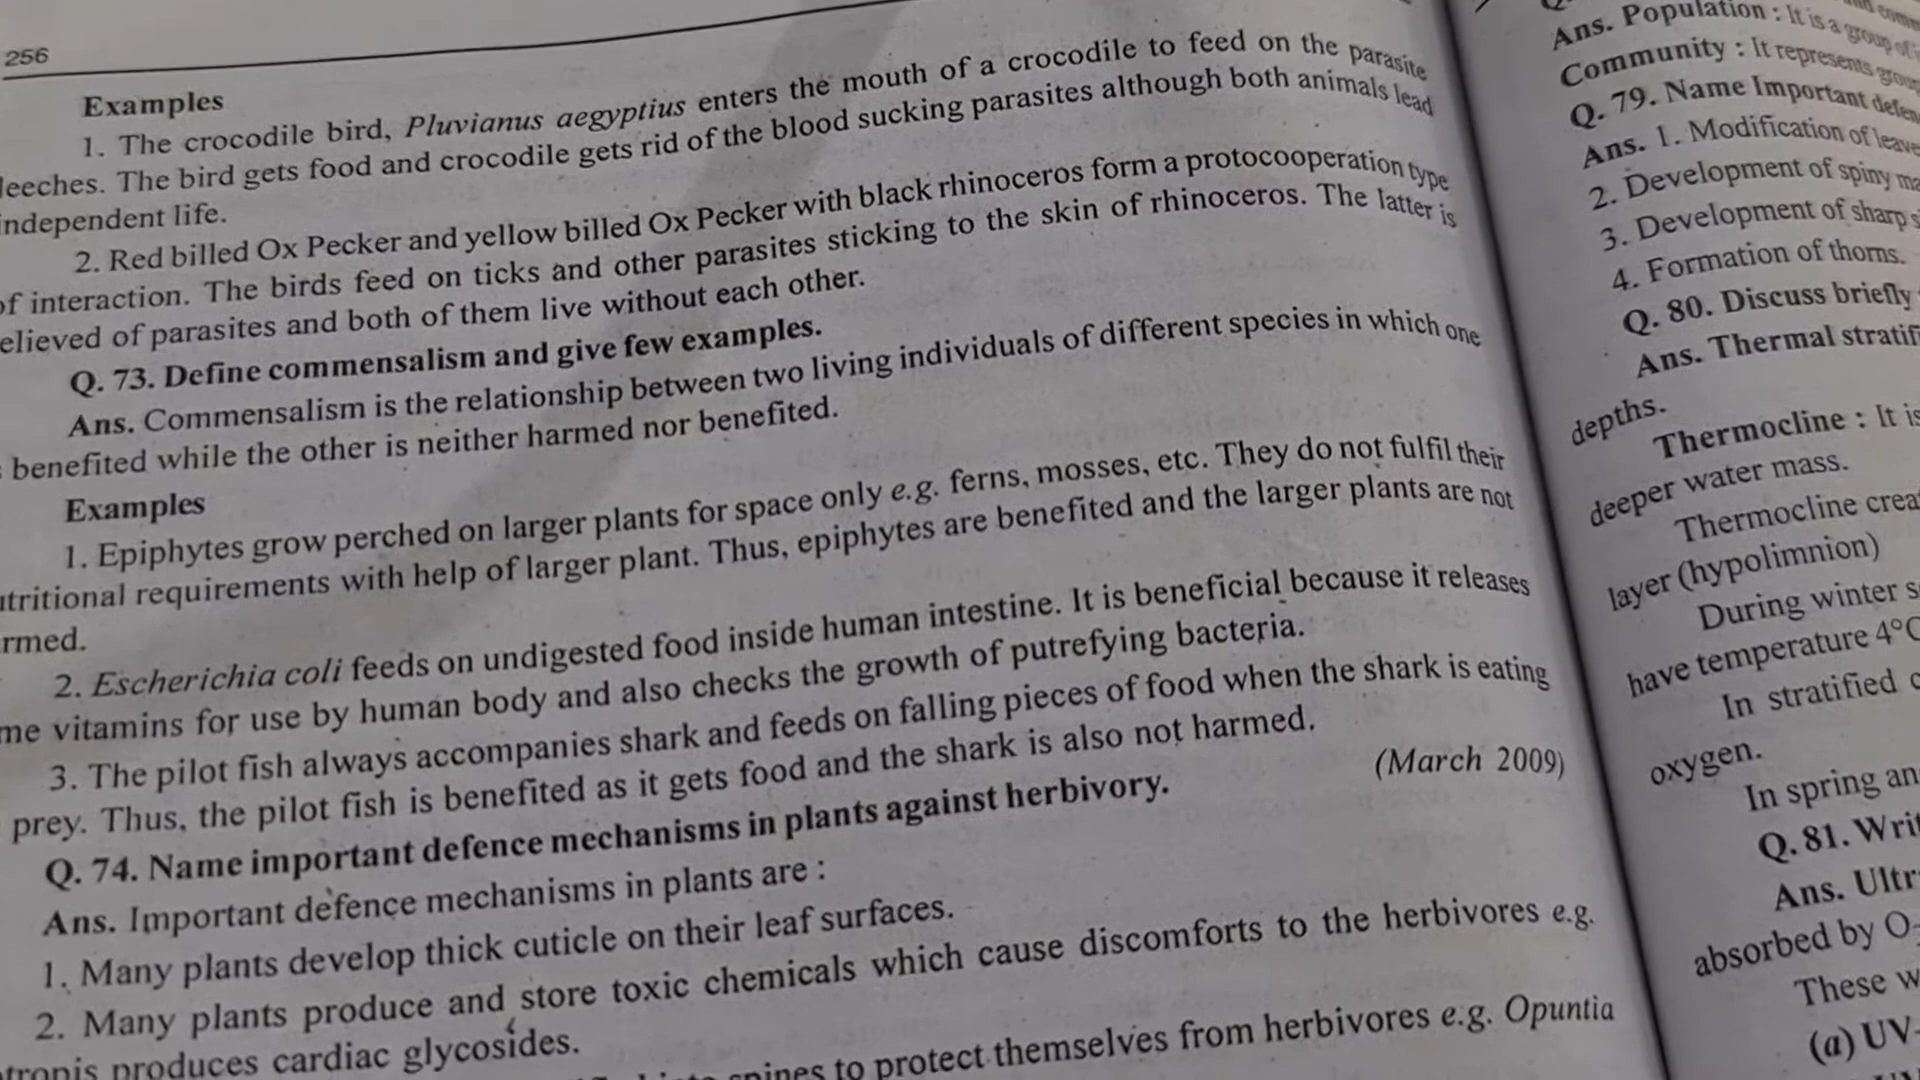 256
Examples
1. The crocodile bird, Pluvianus aegyptius enters the mouth of a crocodile to feed on the parasite
leeches. The bird gets food and crocodile gets rid of the blood sucking parasites although both animals lead
independent life.
2. Red billed Ox Pecker and yellow billed Ox Pecker with black rhinoceros form a protocooperation type
of interaction. The birds feed on ticks and other parasites sticking to the skin of rhinoceros. The latter is
elieved of parasites and both of them live without each other.
Q. 73. Define commensalism and give few examples.
Ans. Commensalism is the relationship between two living individuals of different species in which one
benefited while the other is neither harmed nor benefited.
Examples
1. Epiphytes grow perched on larger plants for space only e.g. ferns, mosses, etc. They do not fulfil their
utritional requirements with help of larger plant. Thus, epiphytes are benefited and the larger plants are not
rmed.
2. Escherichia coli feeds on undigested food inside human intestine. It is beneficial because it releases
me vitamins for use by human body and also checks the growth of putrefying bacteria.
3. The pilot fish always accompanies shark and feeds on falling pieces of food when the shark is eating
prey. Thus, the pilot fish is benefited as it gets food and the shark is also not harmed.
Q. 74. Name important defence mechanisms in plants against herbivory. (March 2009)
Ans. Important defence mechanisms in plants are :
1. Many plants develop thick cuticle on their leaf surfaces.
2. Many plants produce and store toxic chemicals which cause discomforts to the herbivores e.g.
tropis produces cardiac glycosides.
spines to protect themselves from herbivores e.g. Opuntia
Ans. Population : It is a group of
Community : It represents group
Q. 79. Name Important defen
Ans. 1. Modification of leave
2. Development of spiny ma
3. Development of sharp s
4. Formation of thorns.
Q. 80. Discuss briefly
Ans. Thermal stratif
depths.
Thermocline : It is
deeper water mass.
Thermocline crea
layer (hypolimnion)
During winter s
have temperature 4°C
In stratified
oxygen.
In spring an
Q. 81. Writ
Ans. Ultr
absorbed by O
These w
(a) UV-